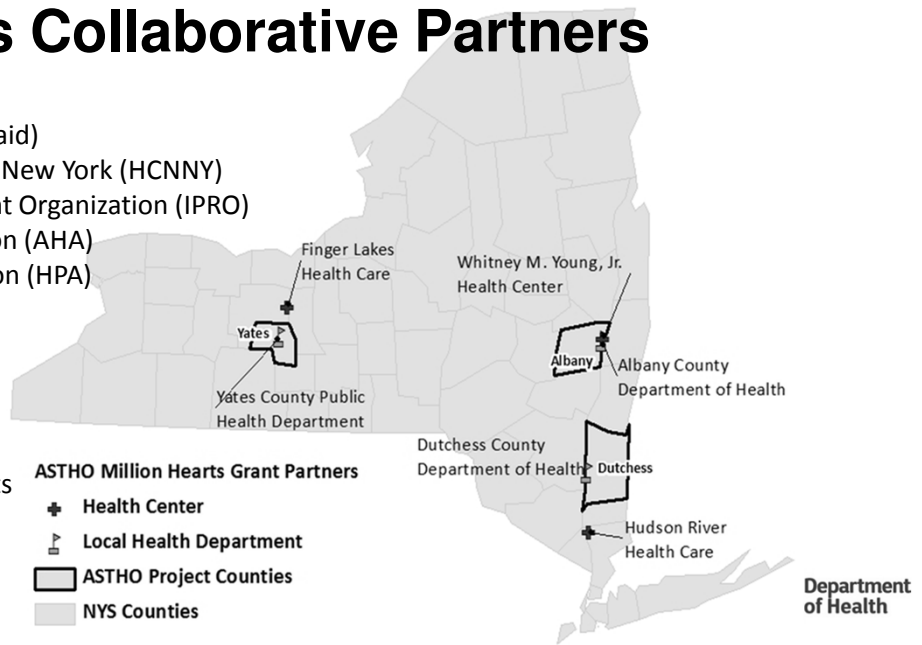 s Collaborative Partners
aid)
New York (HCNNY)
nt Organization (IPRO)
on (AHA)
on (HPA)
Finger Lakes
Health Care
Whitney M. Young, Jr.
Health Center
Yates
Albany
Albany County
Department of Health
Yates County Public
Health Department
Dutchess County
Department of Health
Dutchess
ts
ASTHO Million Hearts Grant Partners
Health Center
Local Health Department
ASTHO Project Counties
NYS Counties
Hudson River
Health Care
Department
of Health